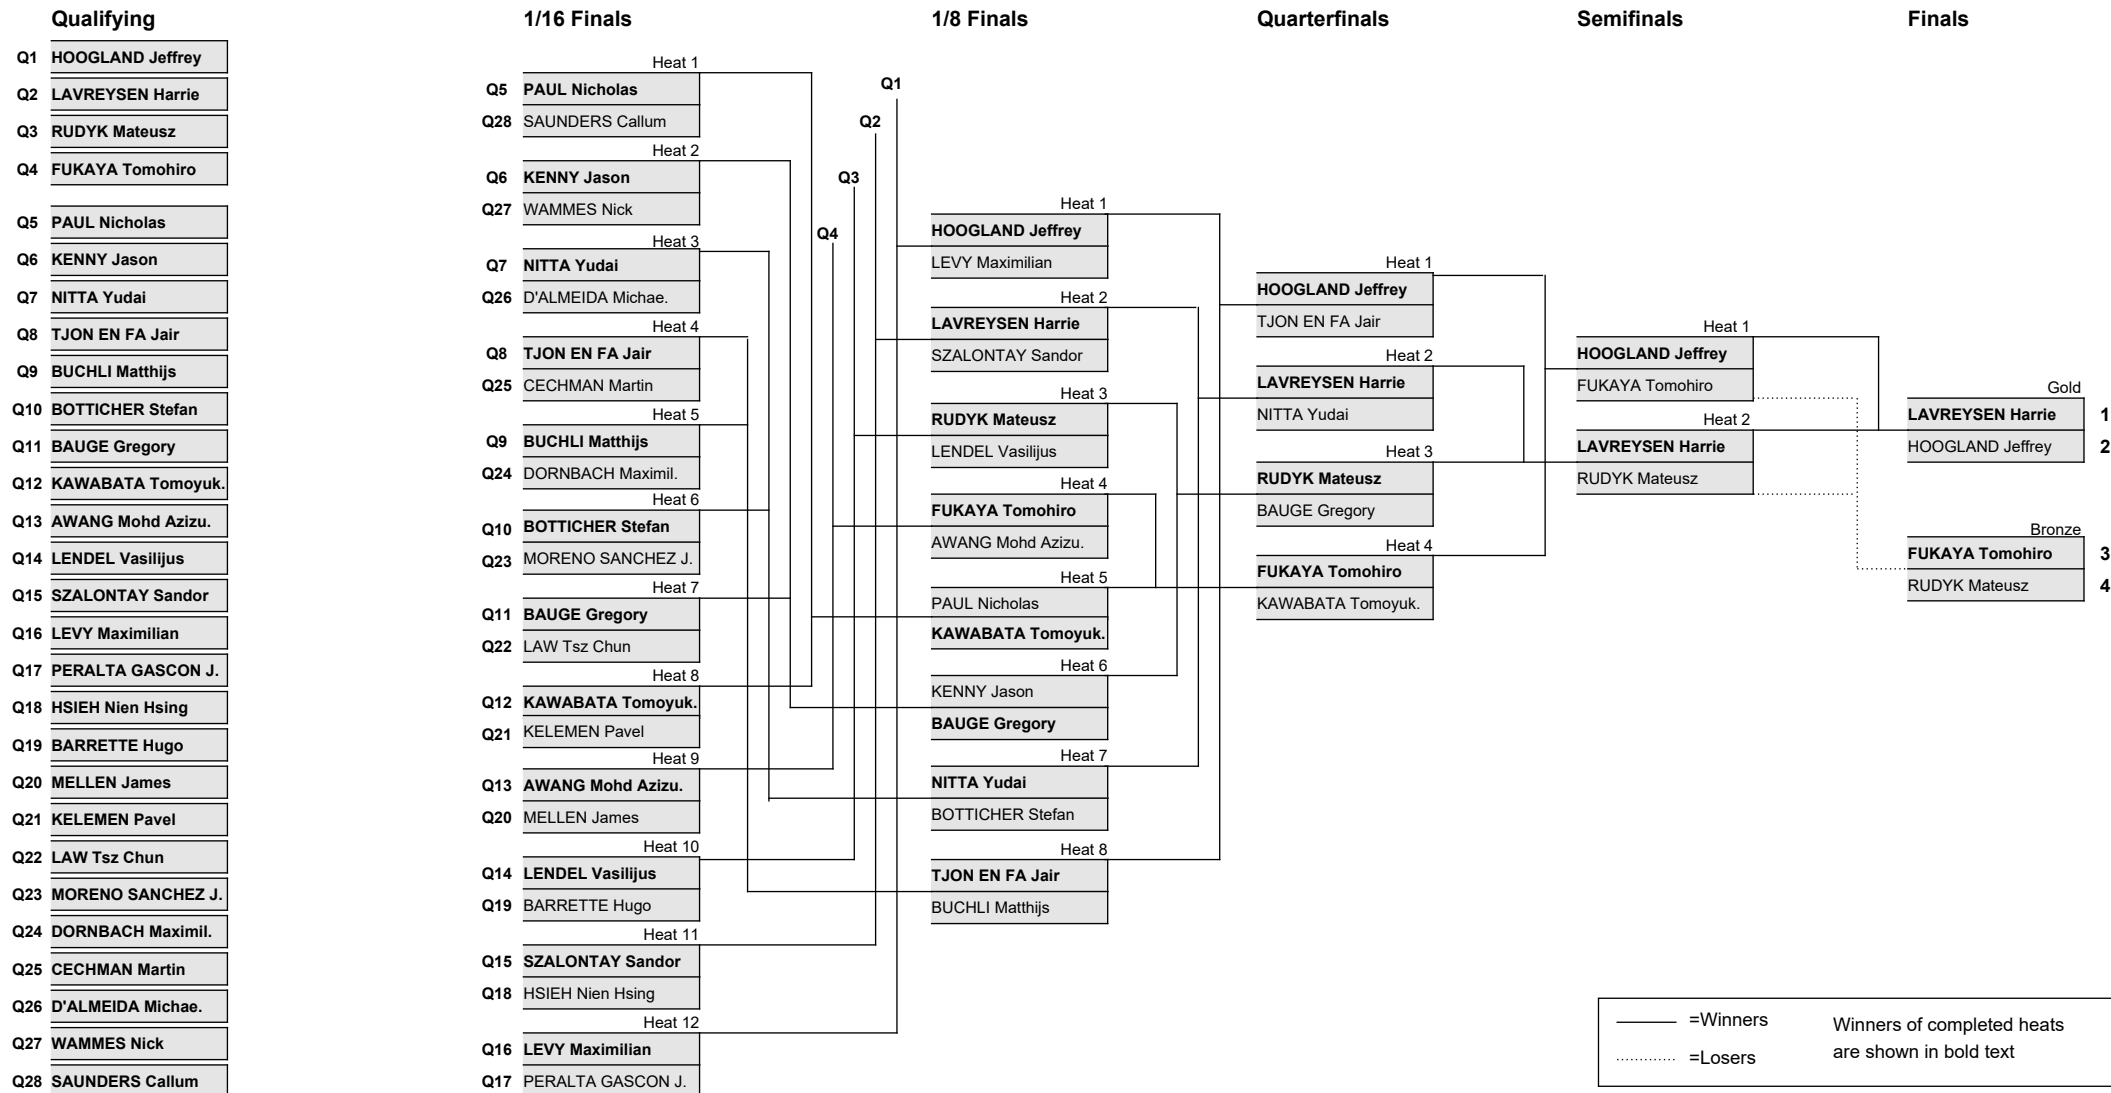 Qualifying
Q1 HOOGLAND Jeffrey
Q2 LAVREYSEN Harrie
Q3 RUDYK Mateusz
Q4 FUKAYA Tomohiro
Q5 PAUL Nicholas
Q6 KENNY Jason
Q7 NITTA Yudai
Q8 TJON EN FA Jair
Q9 BUCHLI Matthijs
Q10 BOTTICHER Stefan
Q11 BAUGE Gregory
Q12 KAWABATA Tomoyuk.
Q13 AWANG Mohd Azizu.
Q14 LENDEL Vasilijus
Q15 SZALONTAY Sandor
Q16 LEVY Maximilian
Q17 PERALTA GASCON J.
Q18 HSIEH Nien Hsing
Q19 BARRETTE Hugo
Q20 MELLEN James
Q21 KELEMEN Pavel
Q22 LAW Tsz Chun
Q23 MORENO SANCHEZ J.
Q24 DORNBACH Maximil.
Q25 CECHMAN Martin
Q26 D'ALMEIDA Michae.
Q27 WAMMES Nick
Q28 SAUNDERS Callum
1/16 Finals
Heat 1
Q5 PAUL Nicholas
Q28 SAUNDERS Callum
Heat 2
Q6 KENNY Jason
Q27 WAMMES Nick
Heat 3
Q7 NITTA Yudai
Q26 D'ALMEIDA Michae.
Heat 4
Q8 TJON EN FA Jair
Q25 CECHMAN Martin
Heat 5
Q9 BUCHLI Matthijs
Q24 DORNBACH Maximil.
Heat 6
Q10 BOTTICHER Stefan
Q23 MORENO SANCHEZ J.
Heat 7
Q11 BAUGE Gregory
Q22 LAW Tsz Chun
Heat 8
Q12 KAWABATA Tomoyuk.
Q21 KELEMEN Pavel
Heat 9
Q13 AWANG Mohd Azizu.
Q20 MELLEN James
Heat 10
Q14 LENDEL Vasilijus
Q19 BARRETTE Hugo
Heat 11
Q15 SZALONTAY Sandor
Q18 HSIEH Nien Hsing
Heat 12
Q16 LEVY Maximilian
Q17 PERALTA GASCON J.
Q1
Q2
Q3
Q4
1/8 Finals
Heat 1
HOOGLAND Jeffrey
LEVY Maximilian
Heat 2
LAVREYSEN Harrie
SZALONTAY Sandor
Heat 3
RUDYK Mateusz
LENDEL Vasilijus
Heat 4
FUKAYA Tomohiro
AWANG Mohd Azizu.
Heat 5
PAUL Nicholas
KAWABATA Tomoyuk.
Heat 6
KENNY Jason
BAUGE Gregory
Heat 7
NITTA Yudai
BOTTICHER Stefan
Heat 8
TJON EN FA Jair
BUCHLI Matthijs
Quarterfinals
Heat 1
HOOGLAND Jeffrey
TJON EN FA Jair
Heat 2
LAVREYSEN Harrie
NITTA Yudai
Heat 3
RUDYK Mateusz
BAUGE Gregory
Heat 4
FUKAYA Tomohiro
KAWABATA Tomoyuk.
Semifinals
Heat 1
HOOGLAND Jeffrey
FUKAYA Tomohiro
Heat 2
LAVREYSEN Harrie
RUDYK Mateusz
Finals
Gold
LAVREYSEN Harrie 1
HOOGLAND Jeffrey 2
Bronze
FUKAYA Tomohiro 3
RUDYK Mateusz 4
=Winners
=Losers
Winners of completed heats
are shown in bold text